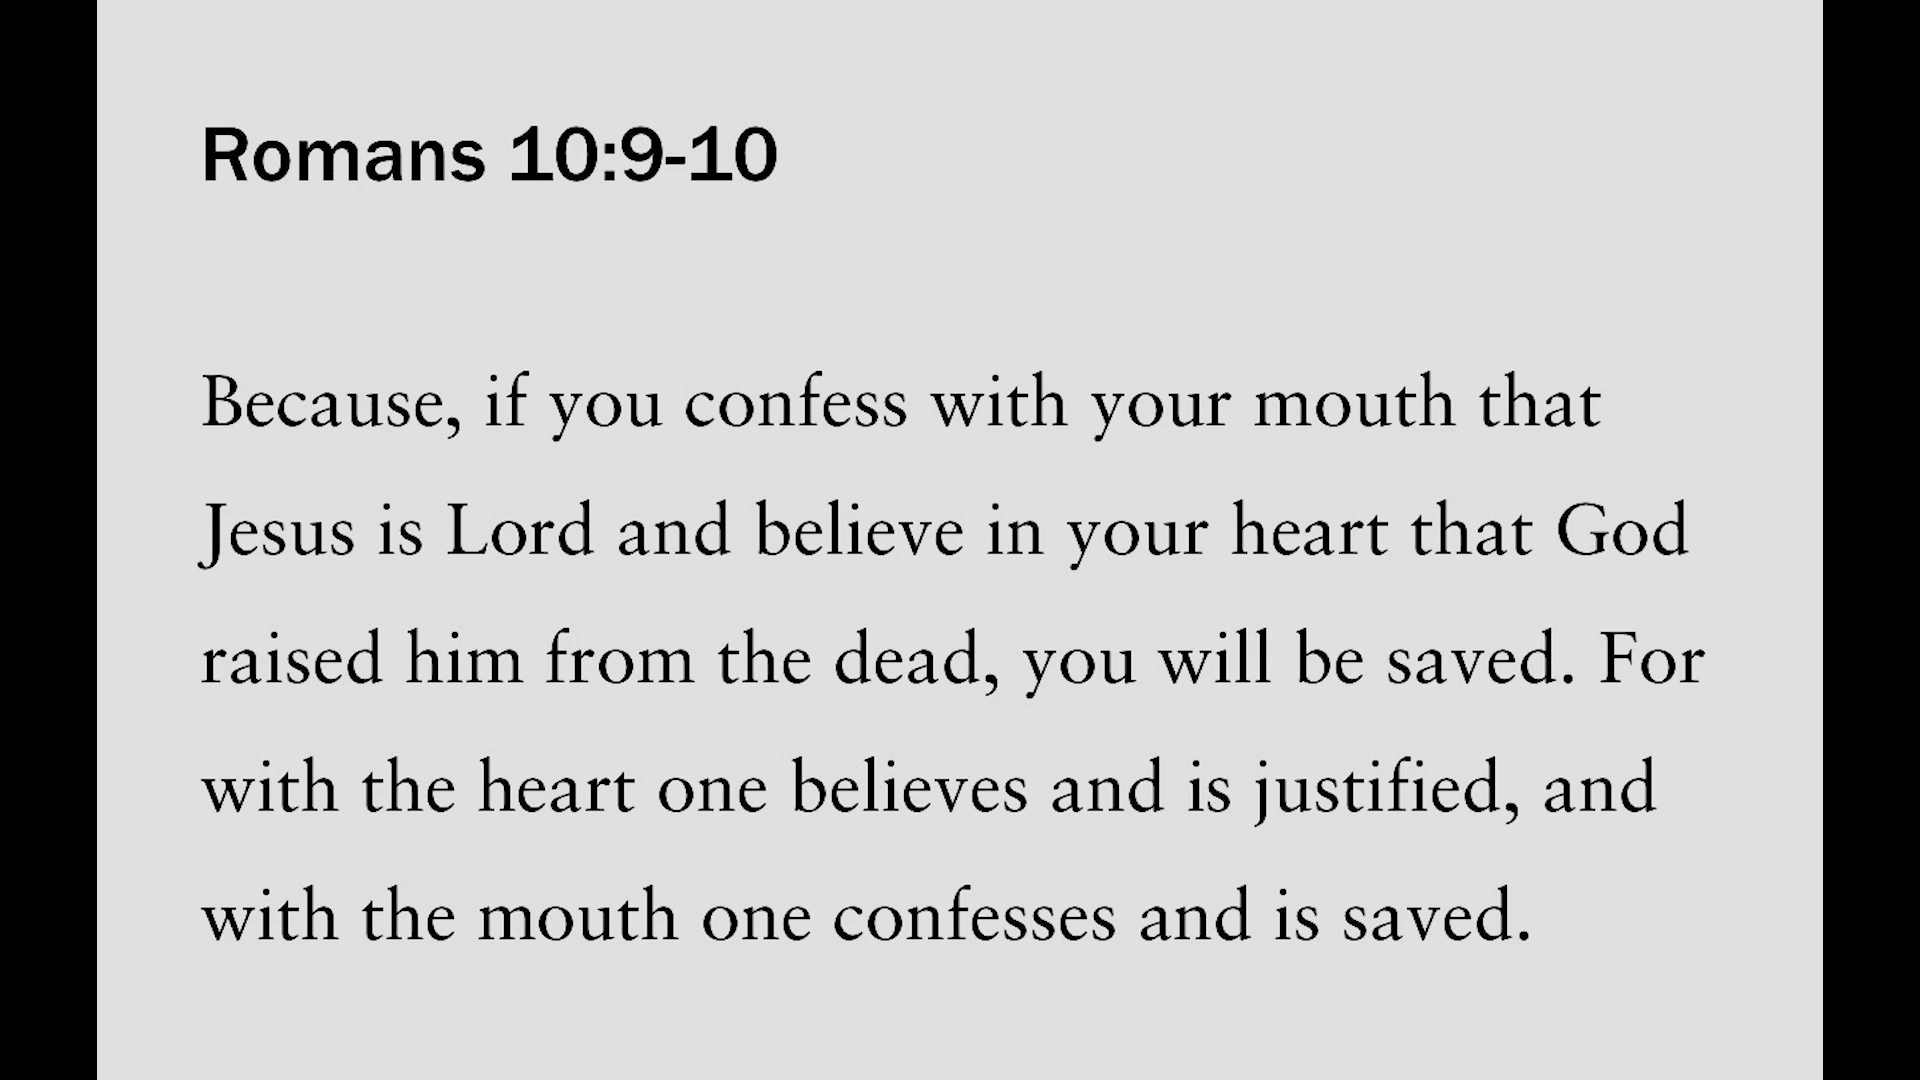 Romans 10:9-10
Because, if you confess with your mouth that
Jesus is Lord and believe in your heart that God
raised him from the dead, you will be saved. For
with the heart one believes and is justified, and
with the mouth one confesses and is saved.